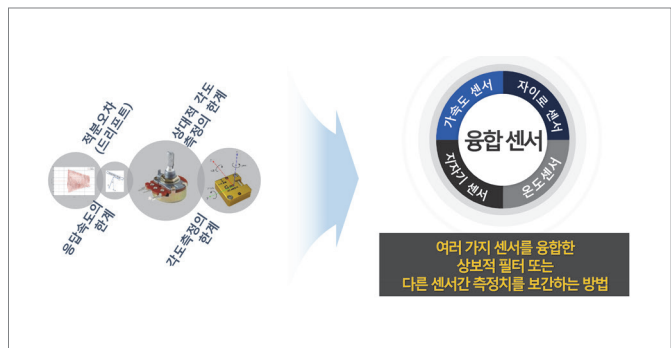 적분오차
(드리프트)
상대적 각도
측정의 한계
응답속도의
한계
각도측정의
한계
가속도 센서
자이로 센서
융합 센서
지자기 센서
온도센서
여러 가지 센서를 융합한
상보적 필터 또는
다른 센서간 측정치를 보간하는 방법